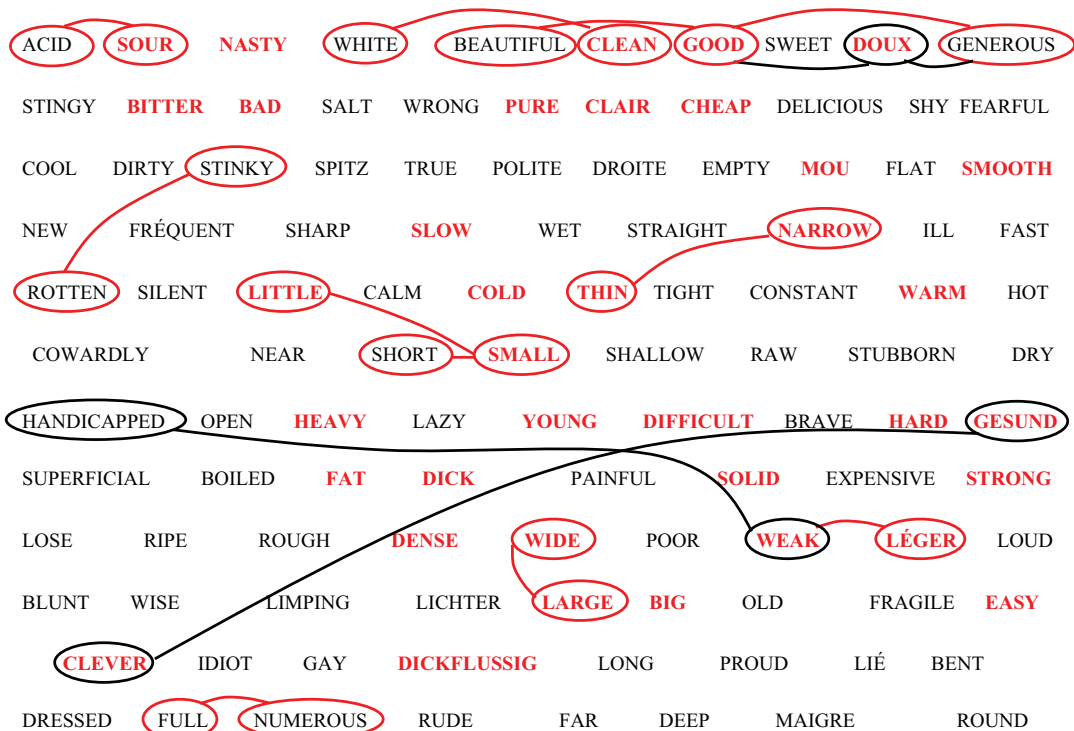 ACID SOUR NASTY WHITE BEAUTIFUL CLEAN GOOD SWEET DOUX GENEROUS
STINGY BITTER BAD SALT WRONG PURE CLAIR CHEAP DELICIOUS SHY FEARFUL
COOL DIRTY STINKY SPITZ TRUE POLITE DROITE EMPTY MOU FLAT SMOOTH
NEW FRÉQUENT SHARP SLOW WET STRAIGHT NARROW ILL FAST
ROTTEN SILENT LITTLE CALM COLD THIN TIGHT CONSTANT WARM HOT
COWARDLY NEAR SHORT SMALL SHALLOW RAW STUBBORN DRY
HANDICAPPED OPEN HEAVY LAZY YOUNG DIFFICULT BRAVE HARD GESUND
SUPERFICIAL BOILED FAT DICK PAINFUL SOLID EXPENSIVE STRONG
LOSE RIPE ROUGH DENSE WIDE POOR WEAK LÉGER LOUD
BLUNT WISE LIMPING LICHTER LARGE BIG OLD FRAGILE EASY
CLEVER IDIOT GAY DICKFLUSSIG LONG PROUD LIÉ BENT
DRESSED FULL NUMEROUS RUDE FAR DEEP MAIGRE ROUND